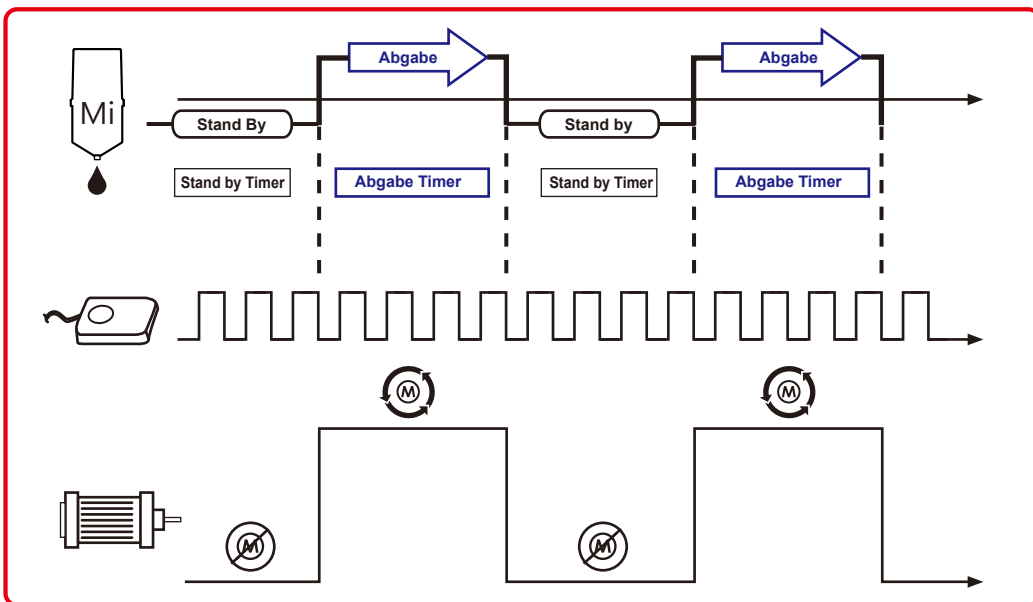 Abgabe
Abgabe
Mi
Stand By
Stand by
Stand by Timer
Abgabe Timer
Stand by Timer
Abgabe Timer
M
M
M
M